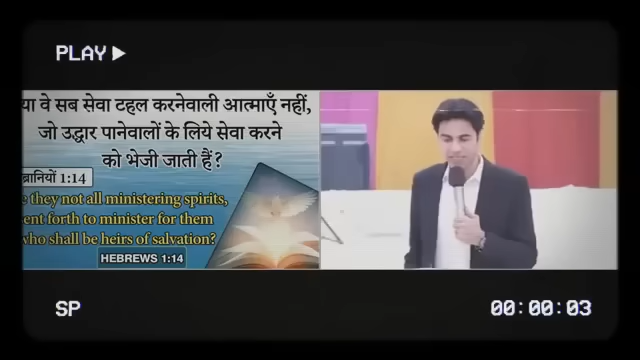 PLAY
या वे सब सेवा टहल करनेवाली आत्माएँ नहीं,
जो उद्धार पानेवालों के लिये सेवा करने
को भेजी जाती हैं?
ब्रानियों 1:14
they not all ministering spirits,
ent forth to minister for them
who shall be heirs of salvation?
HEBREWS 1:14
SP
00:00:03